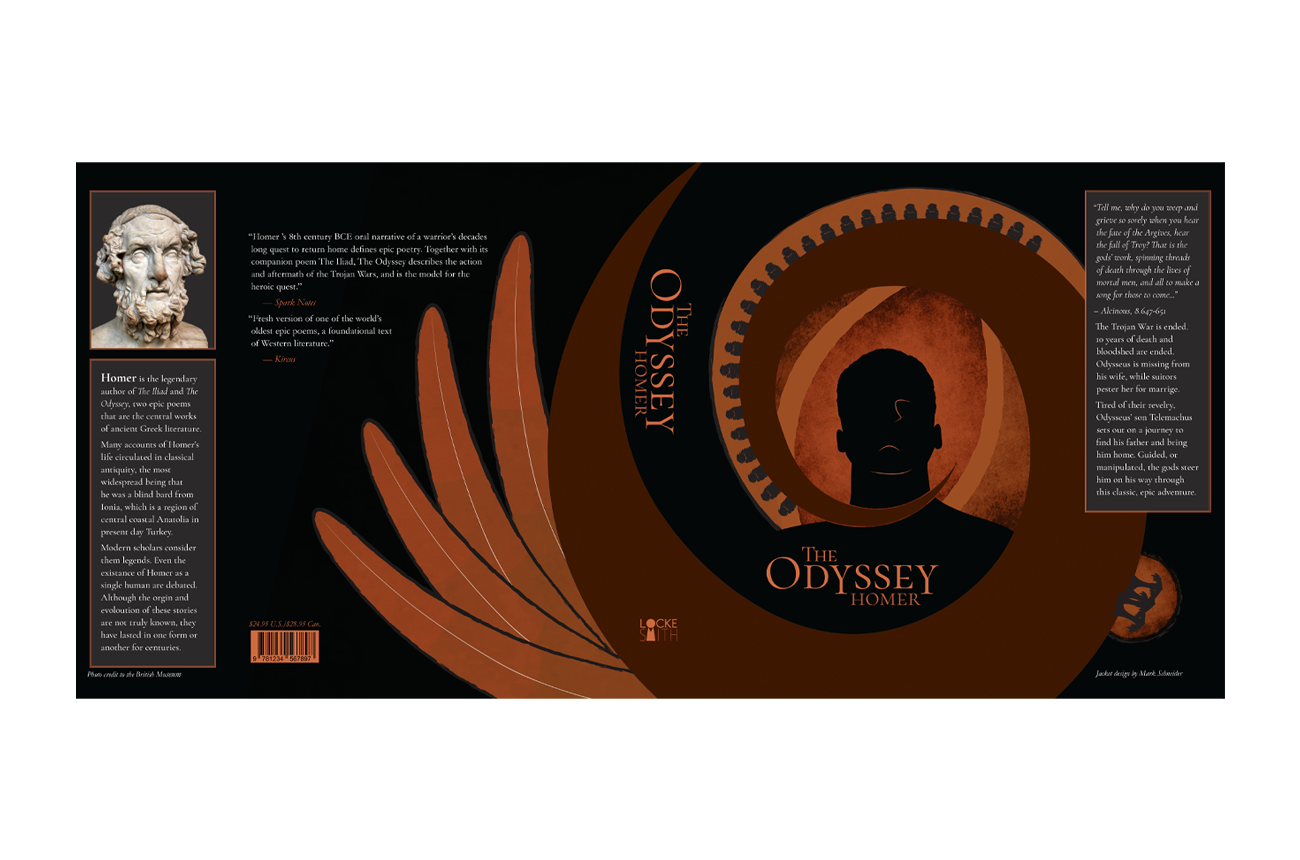 Homer is the legendary
author of The Iliad and The
Odyssey, two epic poems
that are the central works
of ancient Greek literature.
Many accounts of Homer's
life circulated in classical
antiquity, the most
widespread being that
he was a blind bard from
Ionia, which is a region of
central coastal Anatolia in
present day Turkey.
Modern scholars consider
them legends. Even the
existance of Homer as a
single human are debated.
Although the orgin and
evoloution of these stories
are not truly known, they
have lasted in one form or
another for centuries.
Photo credit to the British Museum
“Homer 's 8th century BCE oral narrative of a warrior's decades
long quest to return home defines epic poetry. Together with its
companion poem The Iliad, The Odyssey describes the action
and aftermath of the Trojan Wars, and is the model for the
heroic quest.”
— Spark Notes
“Fresh version of one of the world's
oldest epic poems, a foundational text
of Western literature.”
— Kircus
$24.95 U.S./$28.95 Can.
9 781234 567897
THE
ODYSSEY
HOMER
LOCKE
SMITH
THE
ODYSSEY
HOMER
“Tell me, why do you weep and
grieve so sorely when you hear
the fate of the Argives, hear
the fall of Troy? That is the
gods' work, spinning threads
of death through the lives of
mortal men, and all to make a
song for those to come...”
– Alcinous, 8.647-651
The Trojan War is ended.
10 years of death and
bloodshed are ended.
Odysseus is missing from
his wife, while suitors
pester her for marrige.
Tired of their revelry,
Odysseus' son Telemachus
sets out on a journey to
find his father and bring
him home. Guided, or
manipulated, the gods steer
him on his way through
this classic, epic adventure.
Jacket design by Mark Schneider